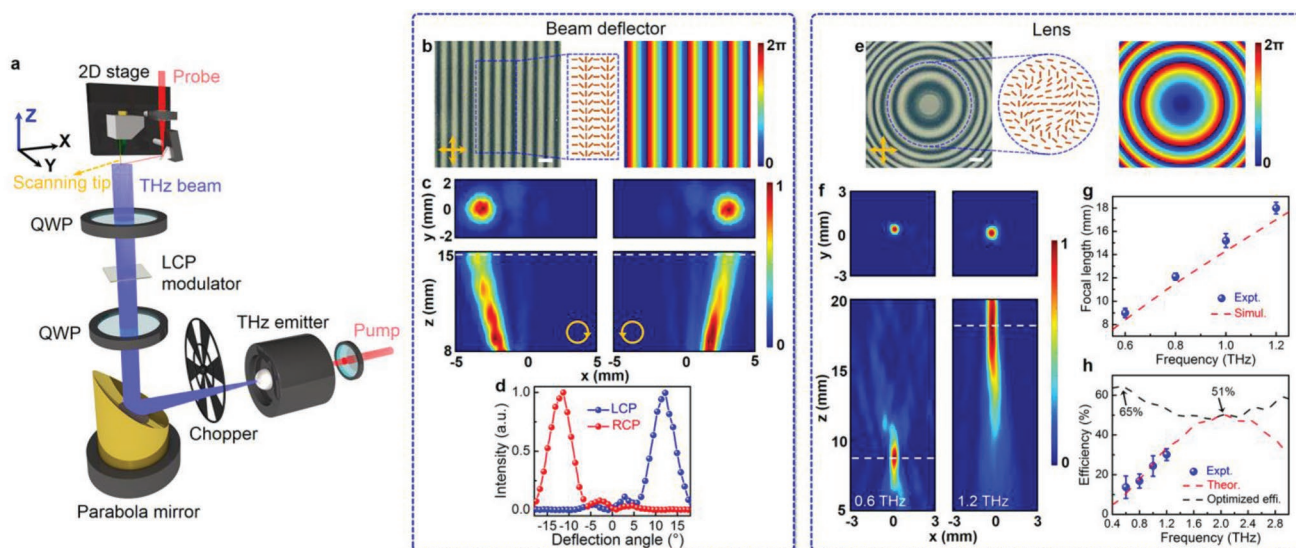 a
2D stage
Probe
Z
X
Y
Scanning tip
THz beam
QWP
LCP
modulator
QWP
THz emitter
Pump
Chopper
Parabola mirror
Beam deflector
b
2π
0
c
2
0
-2
y (mm)
1
0
15
8
z (mm)
-5
0
5
-5
0
5
x (mm)
d
1.0
0.5
0.0
Intensity (a.u.)
LCP
RCP
-15
-10
-5
0
5
10
15
Deflection angle (°)
Lens
e
2π
0
f
3
0
-3
y (mm)
1
0
20
15
10
5
z (mm)
0.6 THz
1.2 THz
-3
0
3
-3
0
3
x (mm)
g
18
16
14
12
10
8
Focal length (mm)
Expt.
Simul.
0.6
0.8
1.0
1.2
Frequency (THz)
h
60
40
20
0
Efficiency (%)
65%
51%
Expt.
Theor.
Optimized effi.
0.4
0.8
1.2
1.6
2.0
2.4
2.8
Frequency (THz)